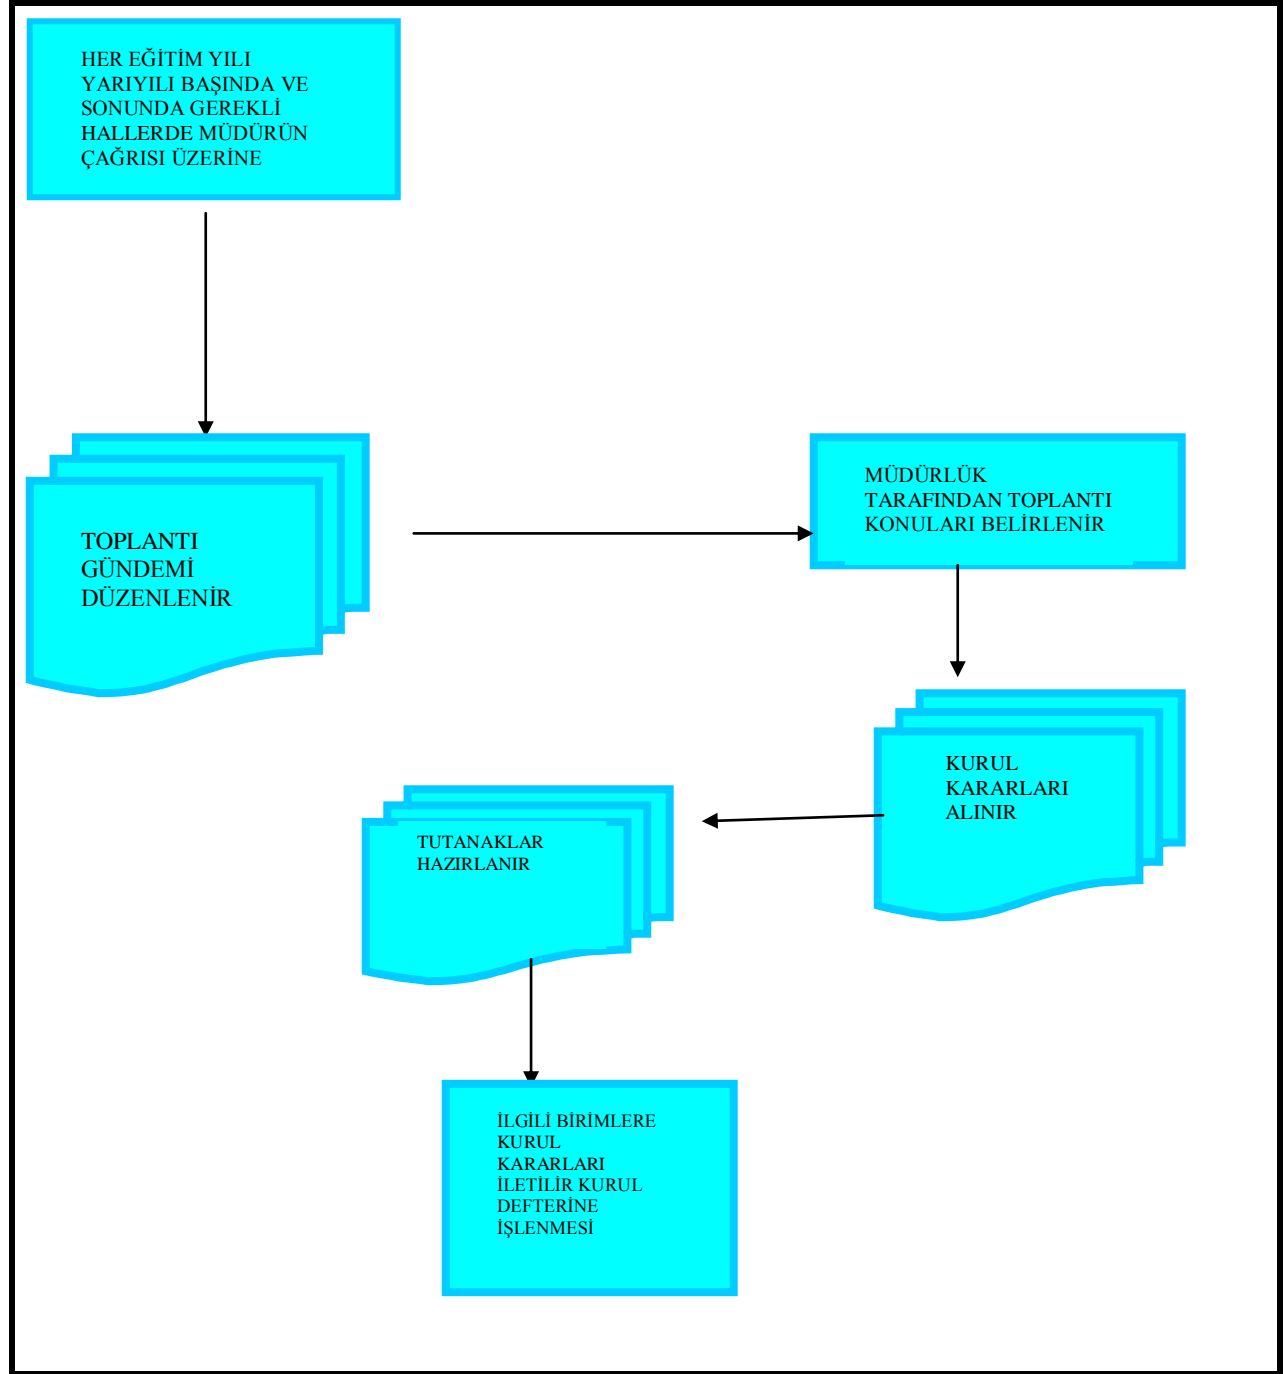 HER EĞİTİM YILI
YARIYILI BAŞINDA VE
SONUNDA GEREKLİ
HALLERDE MÜDÜRÜN
ÇAĞRISI ÜZERİNE
TOPLANTI
GÜNDEMİ
DÜZENLENİR
MÜDÜRLÜK
TARAFINDAN TOPLANTI
KONULARI BELİRLENİR
KURUL
KARARLARI
ALINIR
TUTANAKLAR
HAZIRLANIR
İLGİLİ BİRİMLERE
KURUL
KARARLARI
İLETİLİR KURUL
DEFTERİNE
İŞLENMESİ